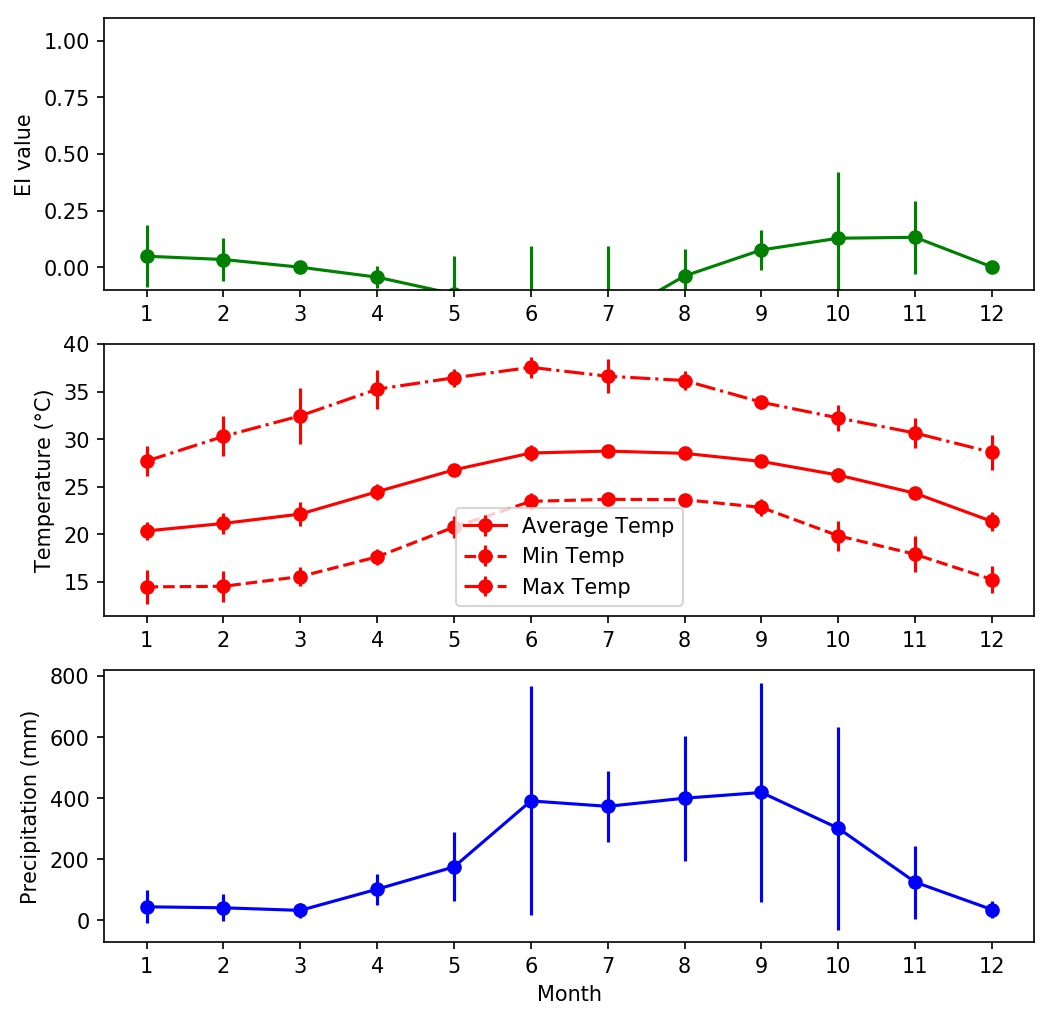 EI value
1.00
0.75
0.50
0.25
0.00
1 2 3 4 5 6 7 8 9 10 11 12
Temperature (°C)
40
35
30
25
20
15
Average Temp
Min Temp
Max Temp
1 2 3 4 5 6 7 8 9 10 11 12
Precipitation (mm)
800
600
400
200
0
1 2 3 4 5 6 7 8 9 10 11 12
Month